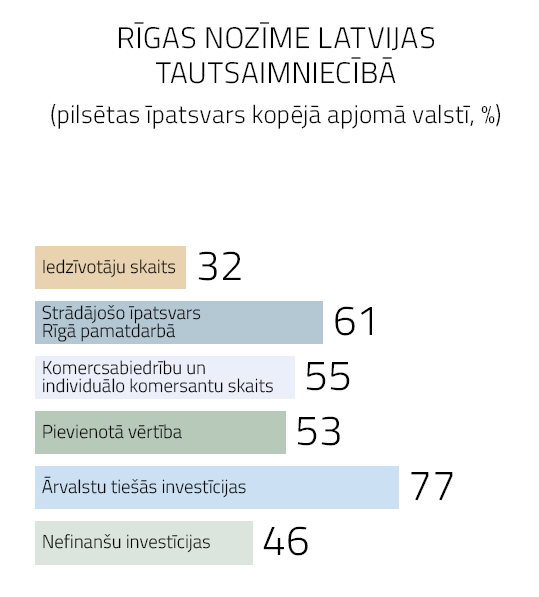 RĪGAS NOZĪME LATVIJAS
TAUTSAIMNIECĪBĀ
(pilsētas īpatsvars kopējā apjomā valstī, %)
Iedzīvotāju skaits 32
Strādājošo īpatsvars
Rīgā pamatdarbā 61
Komercsabiedrību un
individuālo komersantu skaits 55
Pievienotā vērtība 53
Ārvalstu tiešās investīcijas 77
Nefinanšu investīcijas 46